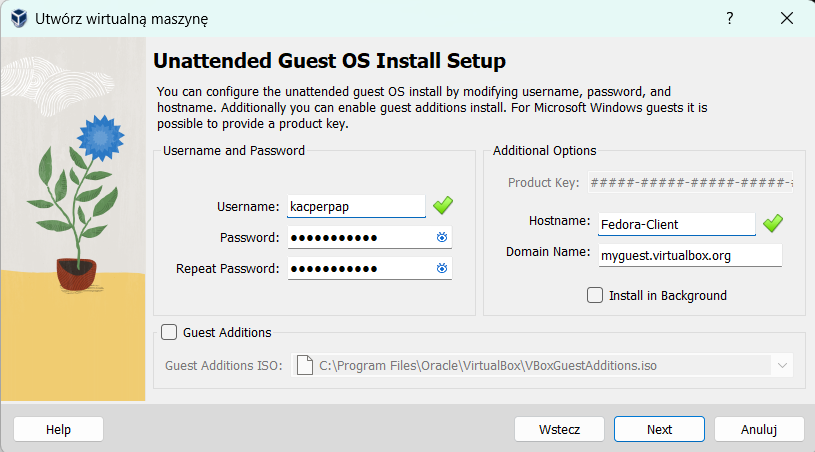 Utwórz wirtualną maszynę
?
Unattended Guest OS Install Setup
You can configure the unattended guest OS install by modifying username, password, and
hostname. Additionally you can enable guest additions install. For Microsoft Windows guests it is
possible to provide a product key.
Username and Password
Username: kacperpap
Password: ●●●●●●●●●●●
Repeat Password: ●●●●●●●●●●●
Additional Options
Product Key: #####-#####-#####-#####-#
Hostname: Fedora-Client
Domain Name: myguest.virtualbox.org
Install in Background
Guest Additions
Guest Additions ISO: C:\Program Files\Oracle\VirtualBox\VBoxGuestAdditions.iso
Help
Wstecz
Next
Anuluj